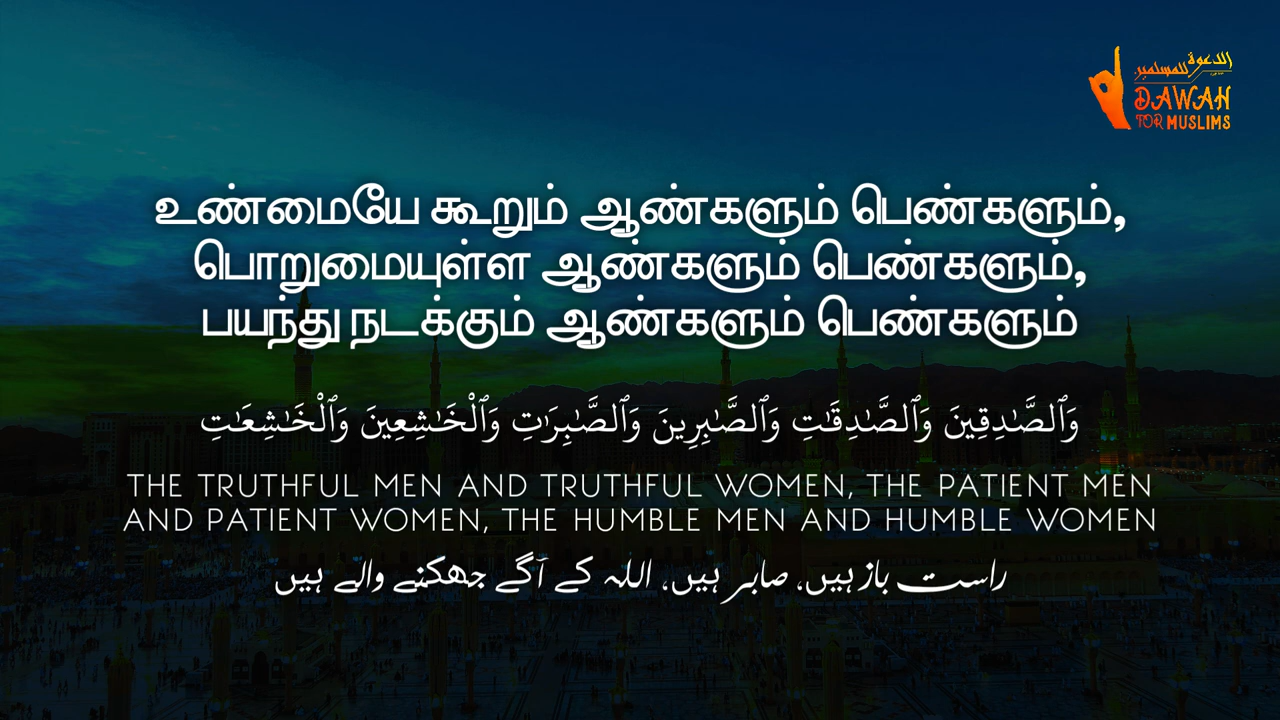 الدعوة للمسلمين
DAWAH
FOR MUSLIMS
உண்மையே கூறும் ஆண்களும் பெண்களும்,
பொறுமையுள்ள ஆண்களும் பெண்களும்,
பயந்து நடக்கும் ஆண்களும் பெண்களும்
وَٱلصَّـٰدِقِينَ وَٱلصَّـٰدِقَـٰتِ وَٱلصَّـٰبِرِينَ وَٱلصَّـٰبِرَٰتِ وَٱلْخَـٰشِعِينَ وَٱلْخَـٰشِعَـٰتِ
THE TRUTHFUL MEN AND TRUTHFUL WOMEN, THE PATIENT MEN
AND PATIENT WOMEN, THE HUMBLE MEN AND HUMBLE WOMEN
راست باز ہیں، صابر ہیں، اللہ کے آگے جھکنے والے ہیں